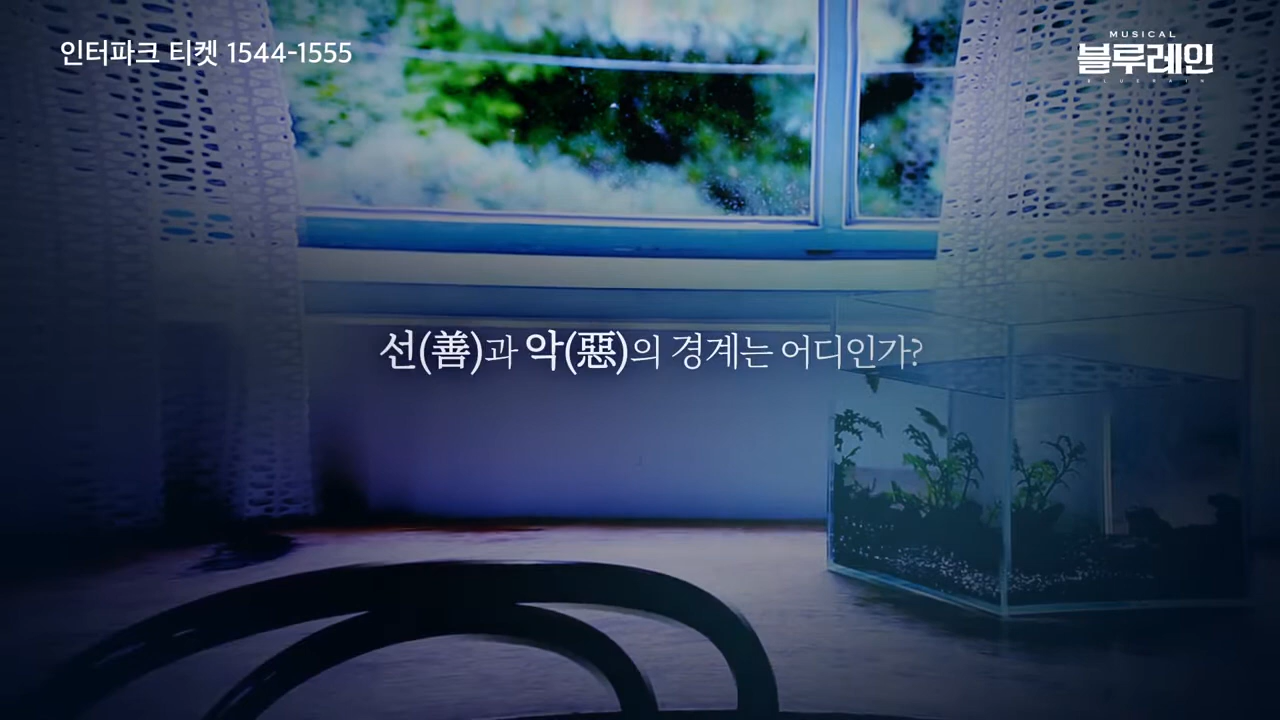 인터파크 티켓 1544-1555
MUSICAL
블루레인
BLUERAIN
선(善)과 악(惡)의 경계는 어디인가?